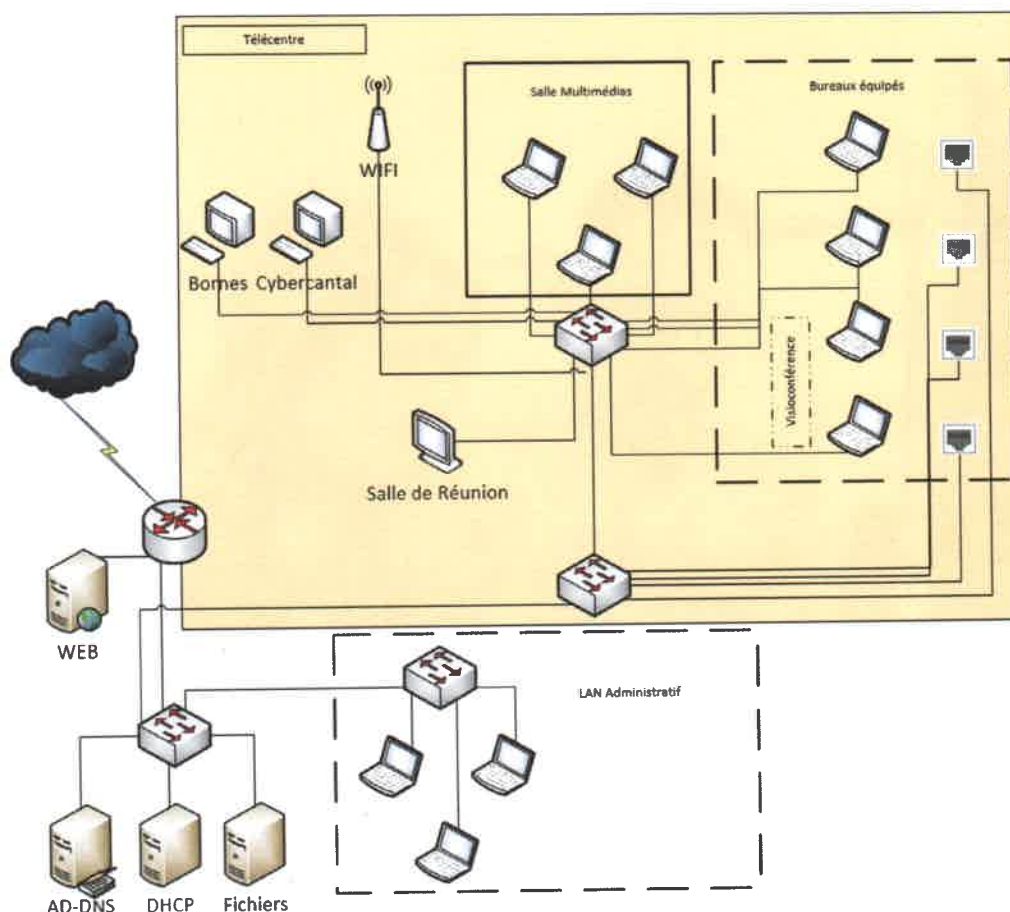 Télécentre
Salle Multimédias
Bureaux équipés
WIFI
Bornes Cybercantal
Visioconférence
Salle de Réunion
WEB
LAN Administratif
AD-DNS
DHCP
Fichiers